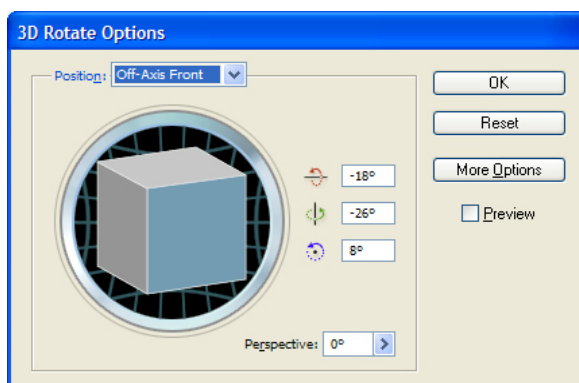 3D Rotate Options
Position: Off-Axis Front
OK
Reset
More Options
Preview
-18°
-26°
8°
Perspective: 0°